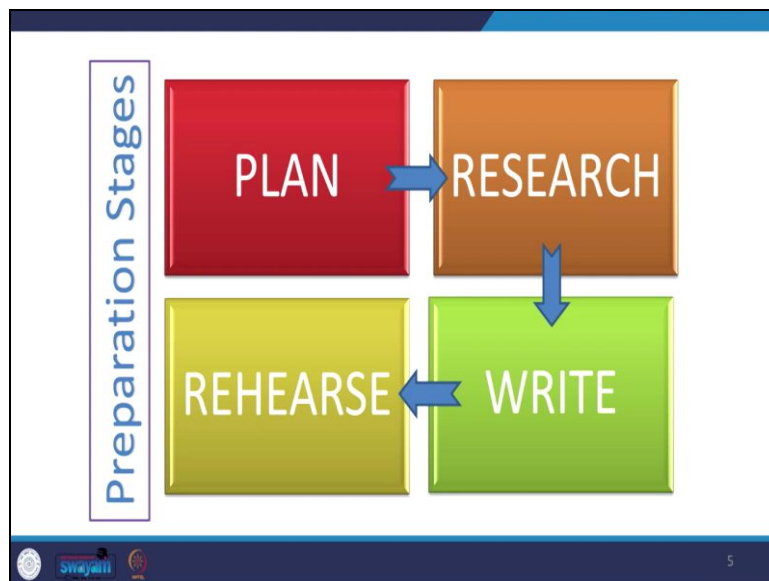 Preparation Stages
PLAN
RESEARCH
WRITE
REHEARSE
swayam
5